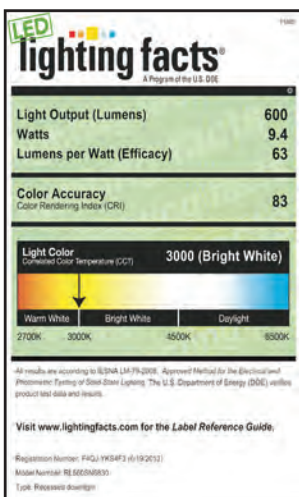 LED
lighting facts®
A Program of the U.S. DOE
Light Output (Lumens) 600
Watts 9.4
Lumens per Watt (Efficacy) 63
Color Accuracy 83
Color Rendering Index (CRI)
Light Color 3000 (Bright White)
Correlated Color Temperature (CCT)
Warm White Bright White Daylight
2700K 3000K 4500K 6500K
All results are according to IESNA LM-79-2008: Approved Method for the Electrical and
Photometric Testing of Solid-State Lighting. The U.S. Department of Energy (DOE) verifies
product test data and results.
Visit www.lightingfacts.com for the Label Reference Guide.
Registration Number: (6/19/2012)
Model Number:
Type: Recessed downlight